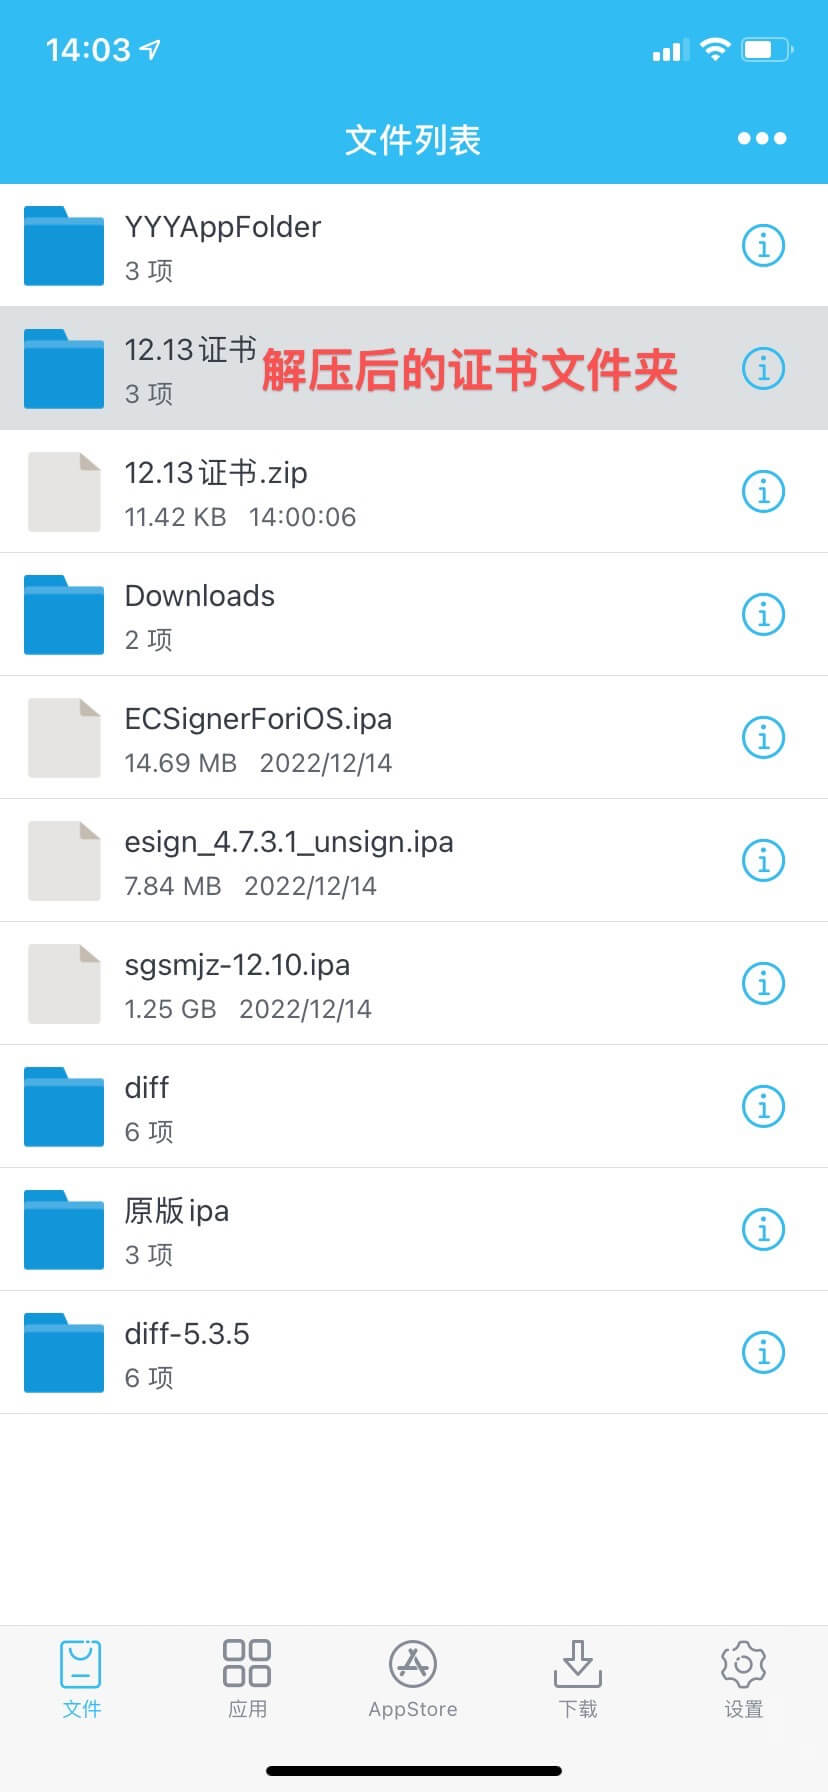 14:03
文件列表
YYYAppFolder
3 项
12.13证书
解压后的证书文件夹
3 项
12.13证书.zip
11.42 KB 14:00:06
Downloads
2 项
ECSignerForiOS.ipa
14.69 MB 2022/12/14
esign_4.7.3.1_unsign.ipa
7.84 MB 2022/12/14
sgsmjz-12.10.ipa
1.25 GB 2022/12/14
diff
6 项
原版ipa
3 项
diff-5.3.5
6 项
文件
应用
AppStore
下载
设置